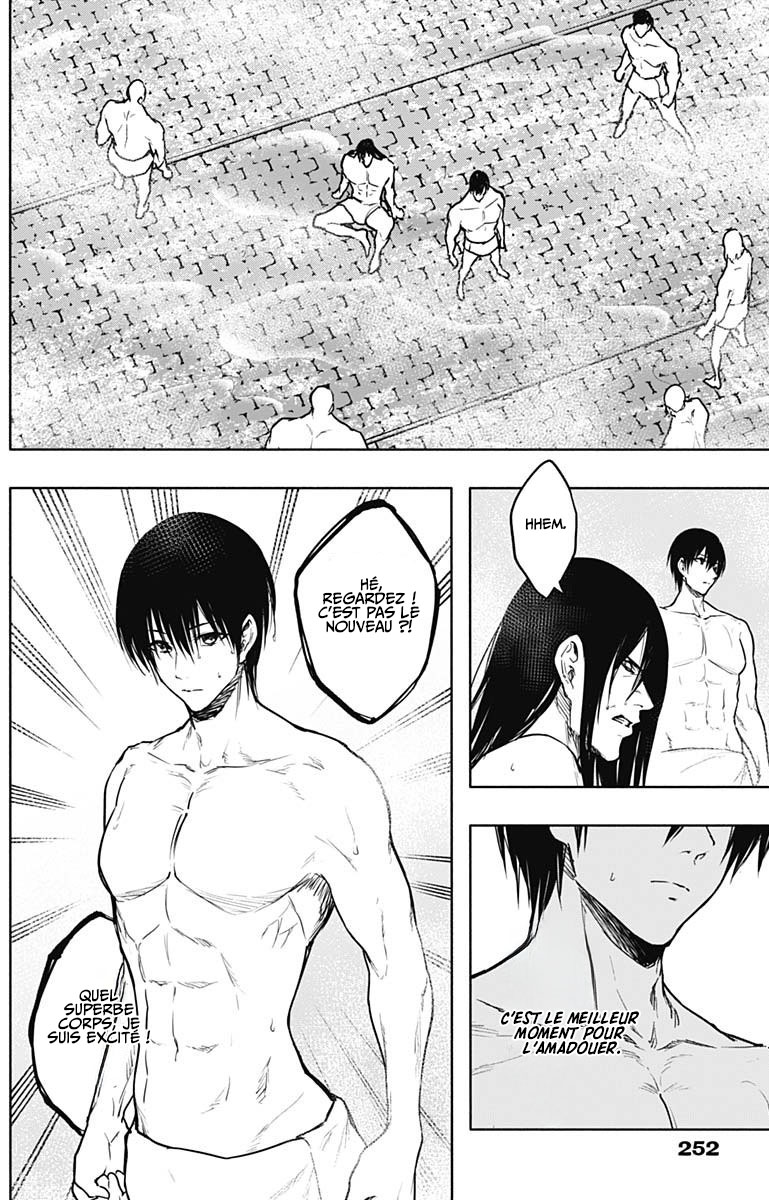 HHEM.
C'EST LE MEILLEUR
MOMENT POUR
L'AMADOUER.
HÉ,
REGARDEZ !
C'EST PAS LE
NOUVEAU ?!
QUEL
SUPERBE
CORPS! JE
SUIS EXCITÉ !
252